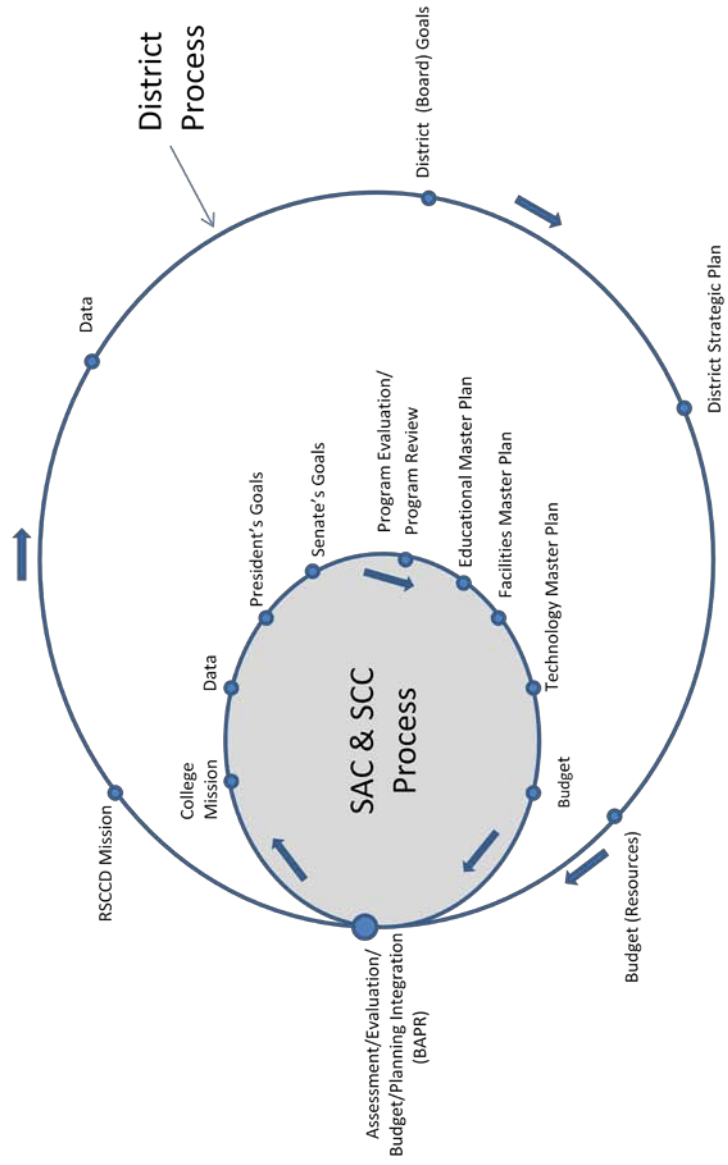 District
Process
Data
RSCCD Mission
District (Board) Goals
District Strategic Plan
Budget (Resources)
Assessment/Evaluation/
Budget/Planning Integration
(BAPR)
SAC & SCC
Process
College
Mission
Data
President's Goals
Senate's Goals
Program Evaluation/
Program Review
Educational Master Plan
Facilities Master Plan
Technology Master Plan
Budget